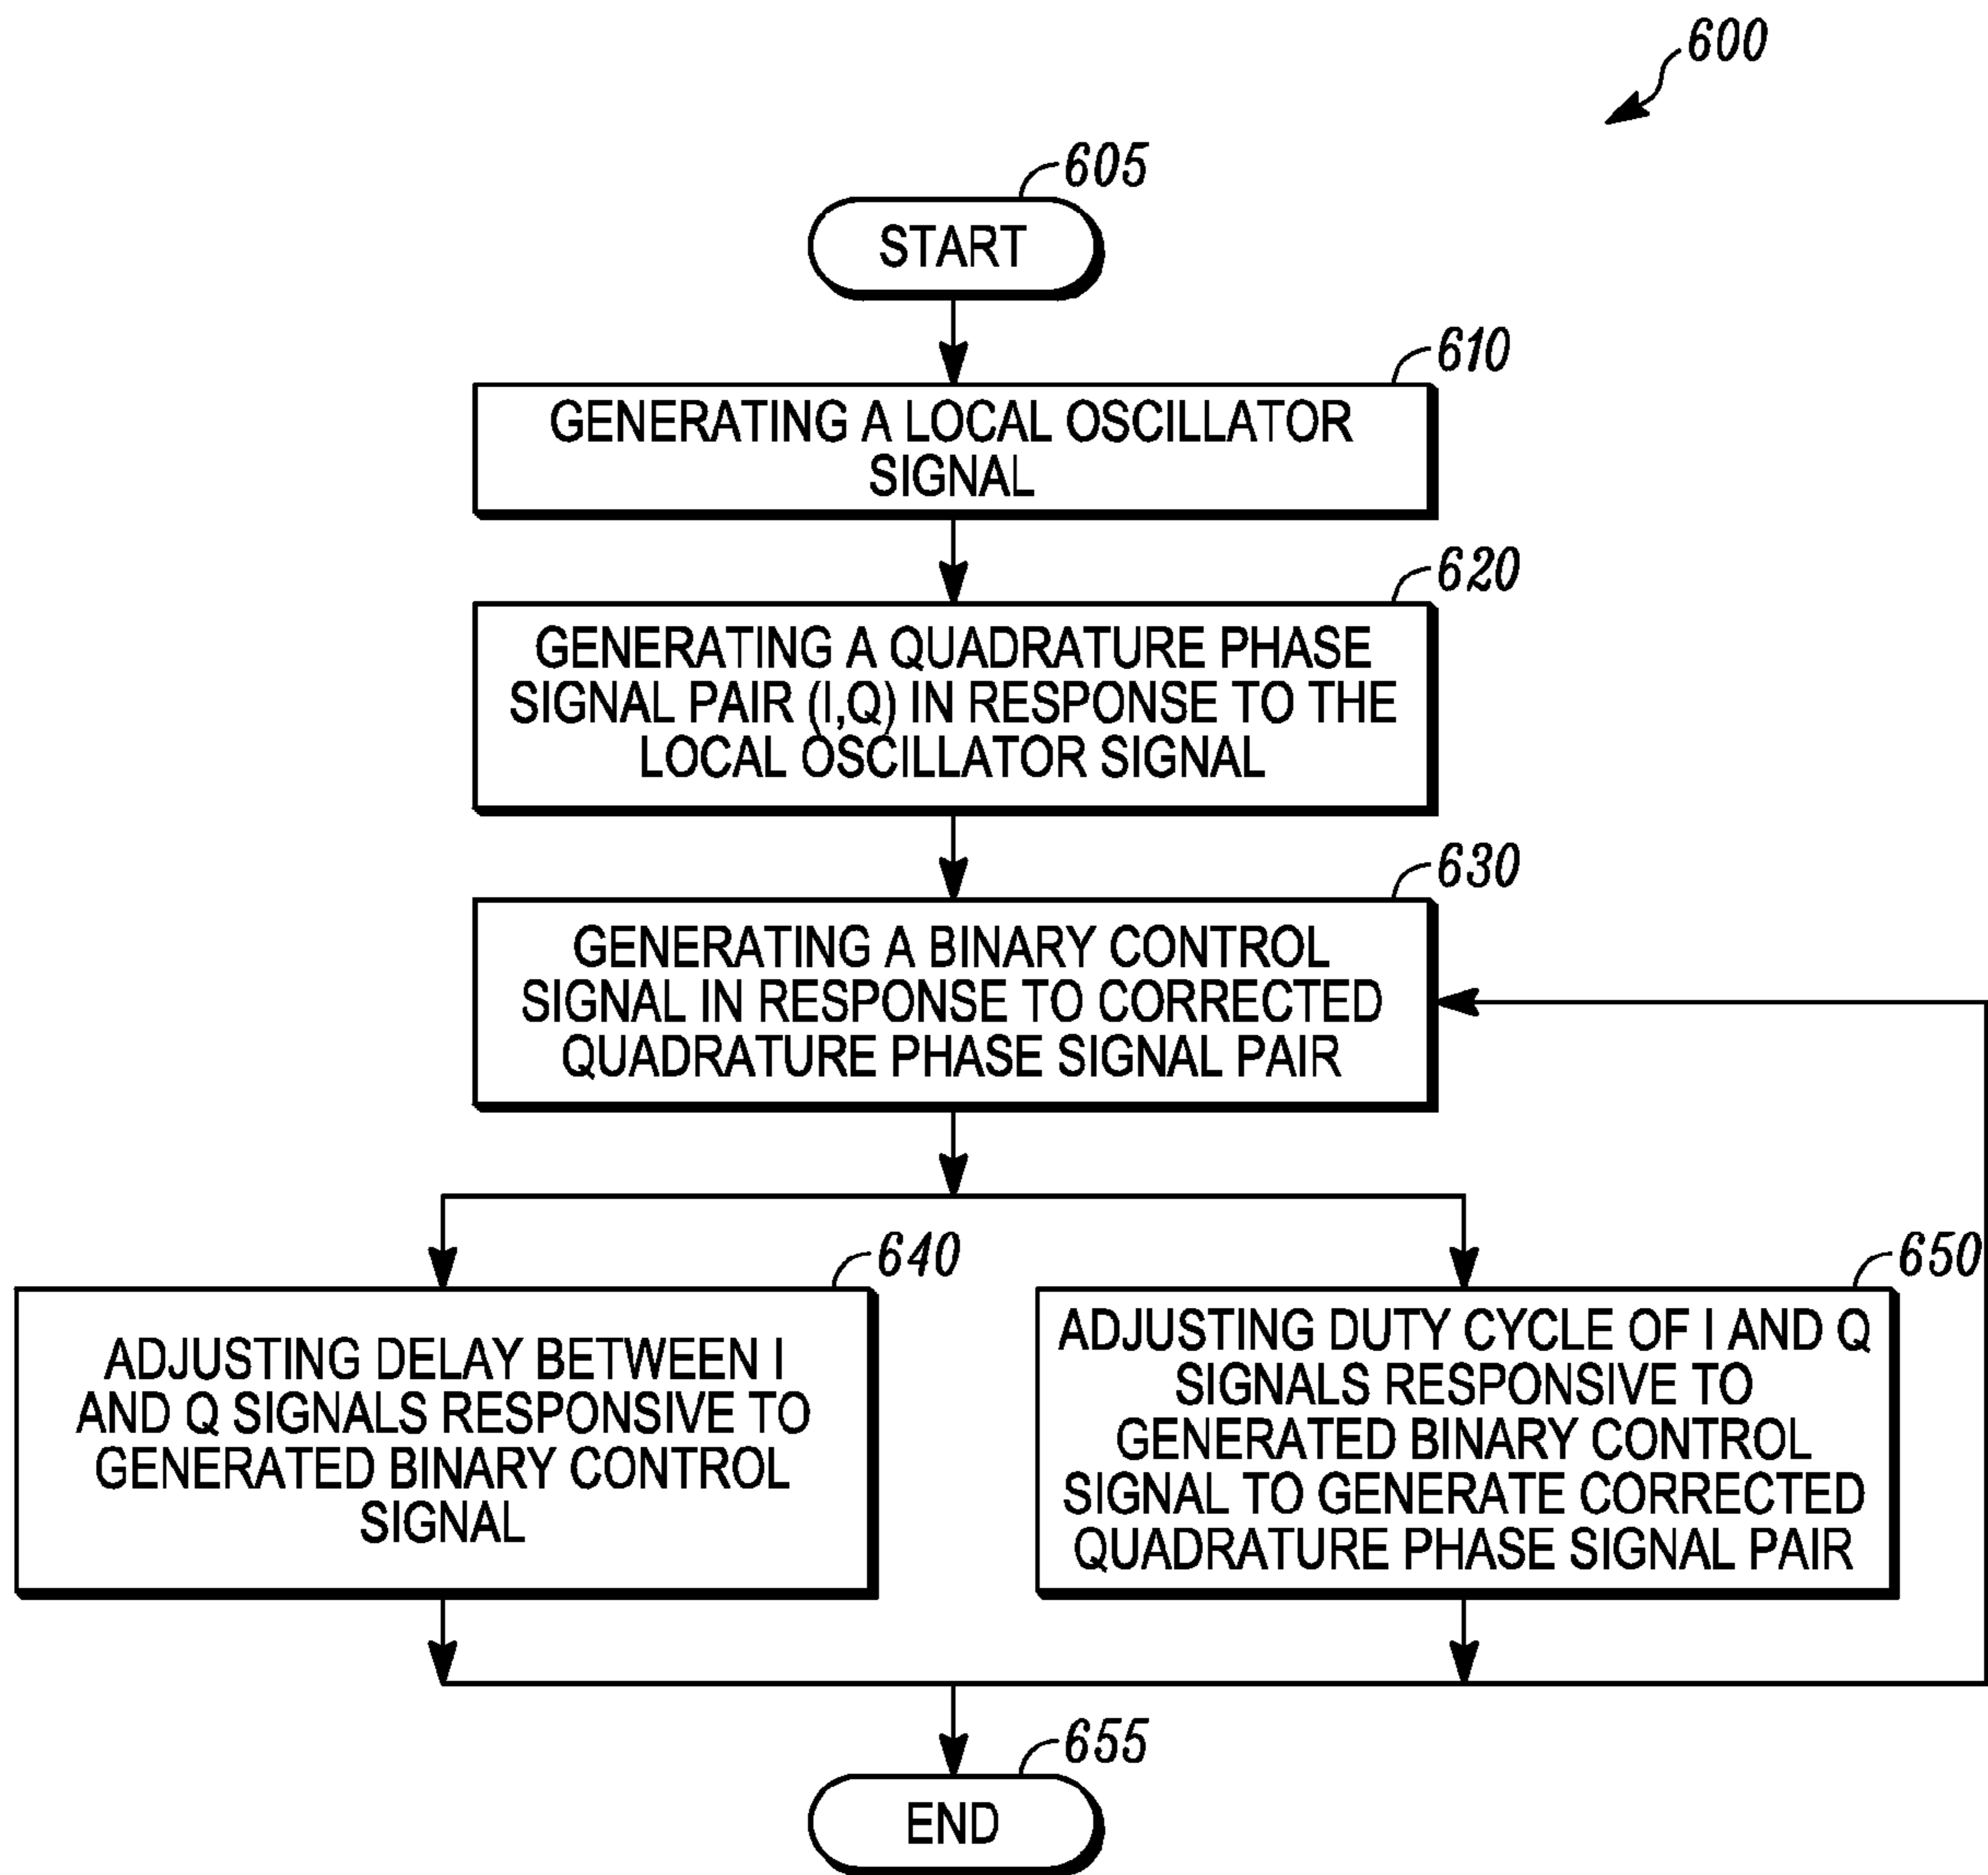 600
605
START
610
GENERATING A LOCAL OSCILLATOR
SIGNAL
620
GENERATING A QUADRATURE PHASE
SIGNAL PAIR (I,Q) IN RESPONSE TO THE
LOCAL OSCILLATOR SIGNAL
630
GENERATING A BINARY CONTROL
SIGNAL IN RESPONSE TO CORRECTED
QUADRATURE PHASE SIGNAL PAIR
640
ADJUSTING DELAY BETWEEN I
AND Q SIGNALS RESPONSIVE TO
GENERATED BINARY CONTROL
SIGNAL
650
ADJUSTING DUTY CYCLE OF I AND Q
SIGNALS RESPONSIVE TO
GENERATED BINARY CONTROL
SIGNAL TO GENERATE CORRECTED
QUADRATURE PHASE SIGNAL PAIR
655
END